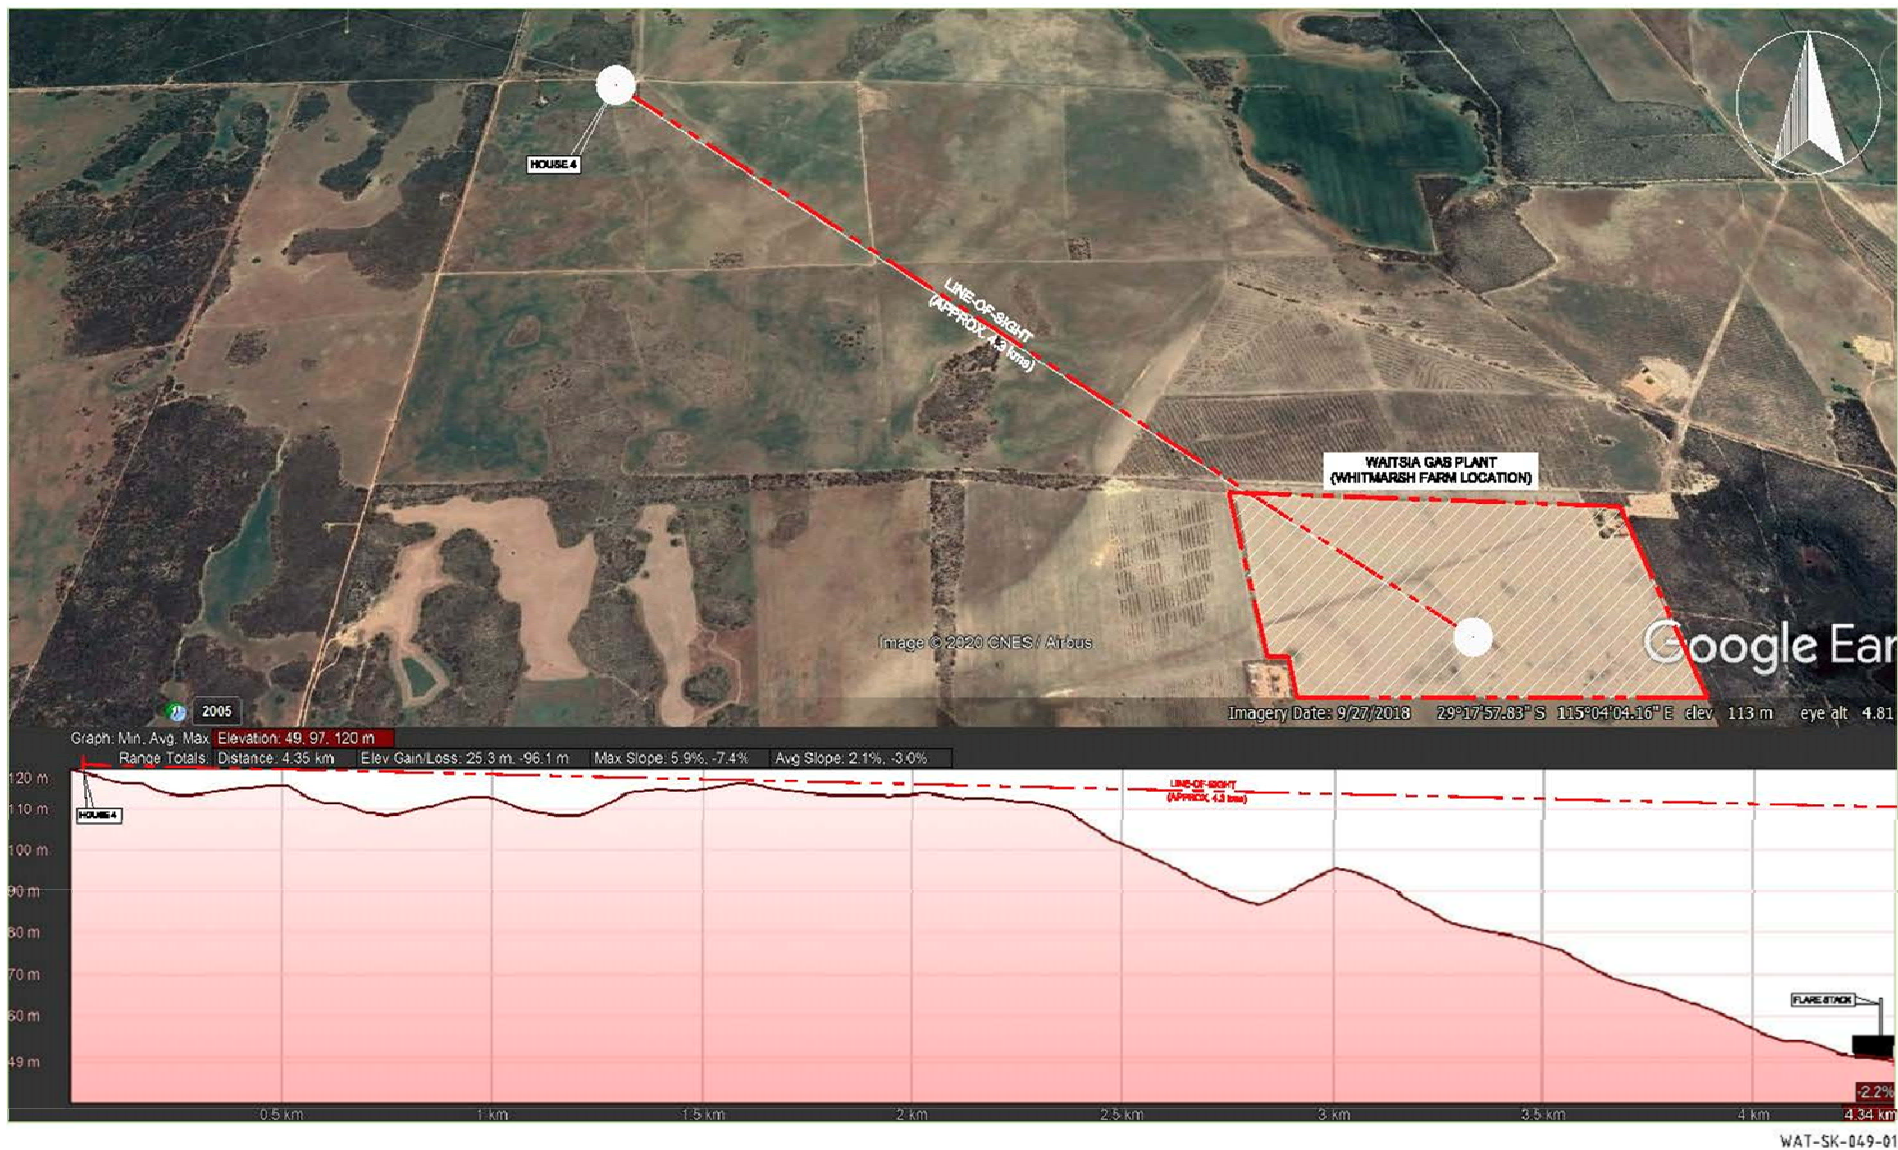 HOUSE 4
LINE-OF-SIGHT
(APPROX. 4.3 kms)
WAITSIA GAS PLANT
(WHITMARSH FARM LOCATION)
Image © 2020 CNES / Airbus
Google Ear
2005
Imagery Date: 9/27/2018 29°17'57.83" S 115°04'04.16" E elev 113 m eye alt 4.81
Graph: Min, Avg, Max Elevation: 49, 97, 120 m
Range Totals: Distance: 4.35 km Elev Gain/Loss: 25.3 m, -96.1 m Max Slope: 5.9%, -7.4% Avg Slope: 2.1%, -3.0%
120 m
LINE-OF-SIGHT
(APPROX. 4.3 kms)
110 m
HOUSE 4
100 m
90 m
80 m
70 m
FLARE STACK
60 m
49 m
-2.2%
0.5 km 1 km 1.5 km 2 km 2.5 km 3 km 3.5 km 4 km 4.34 km
WAT-SK-049-01